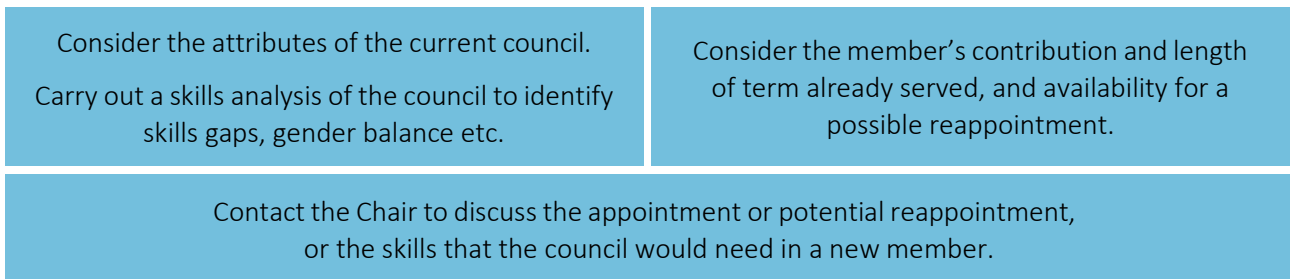 Consider the attributes of the current council.
Carry out a skills analysis of the council to identify
skills gaps, gender balance etc.
Consider the member’s contribution and length
of term already served, and availability for a
possible reappointment.
Contact the Chair to discuss the appointment or potential reappointment,
or the skills that the council would need in a new member.